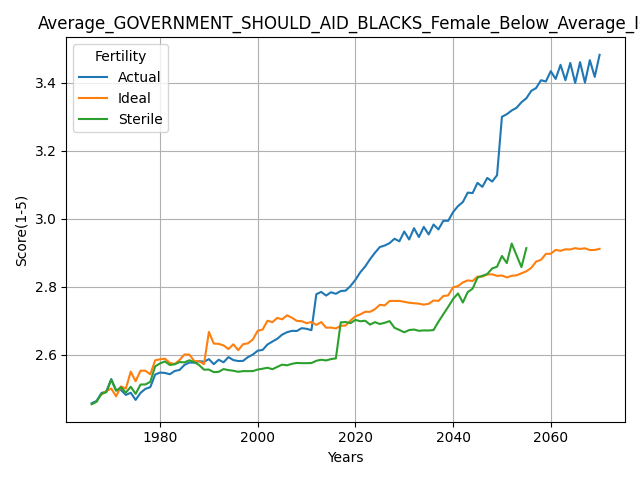 Average_GOVERNMENT_SHOULD_AID_BLACKS_Female_Below_Average_I
Fertility
Actual
Ideal
Sterile
Score(1-5)
3.4
3.2
3.0
2.8
2.6
1980 2000 2020 2040 2060
Years